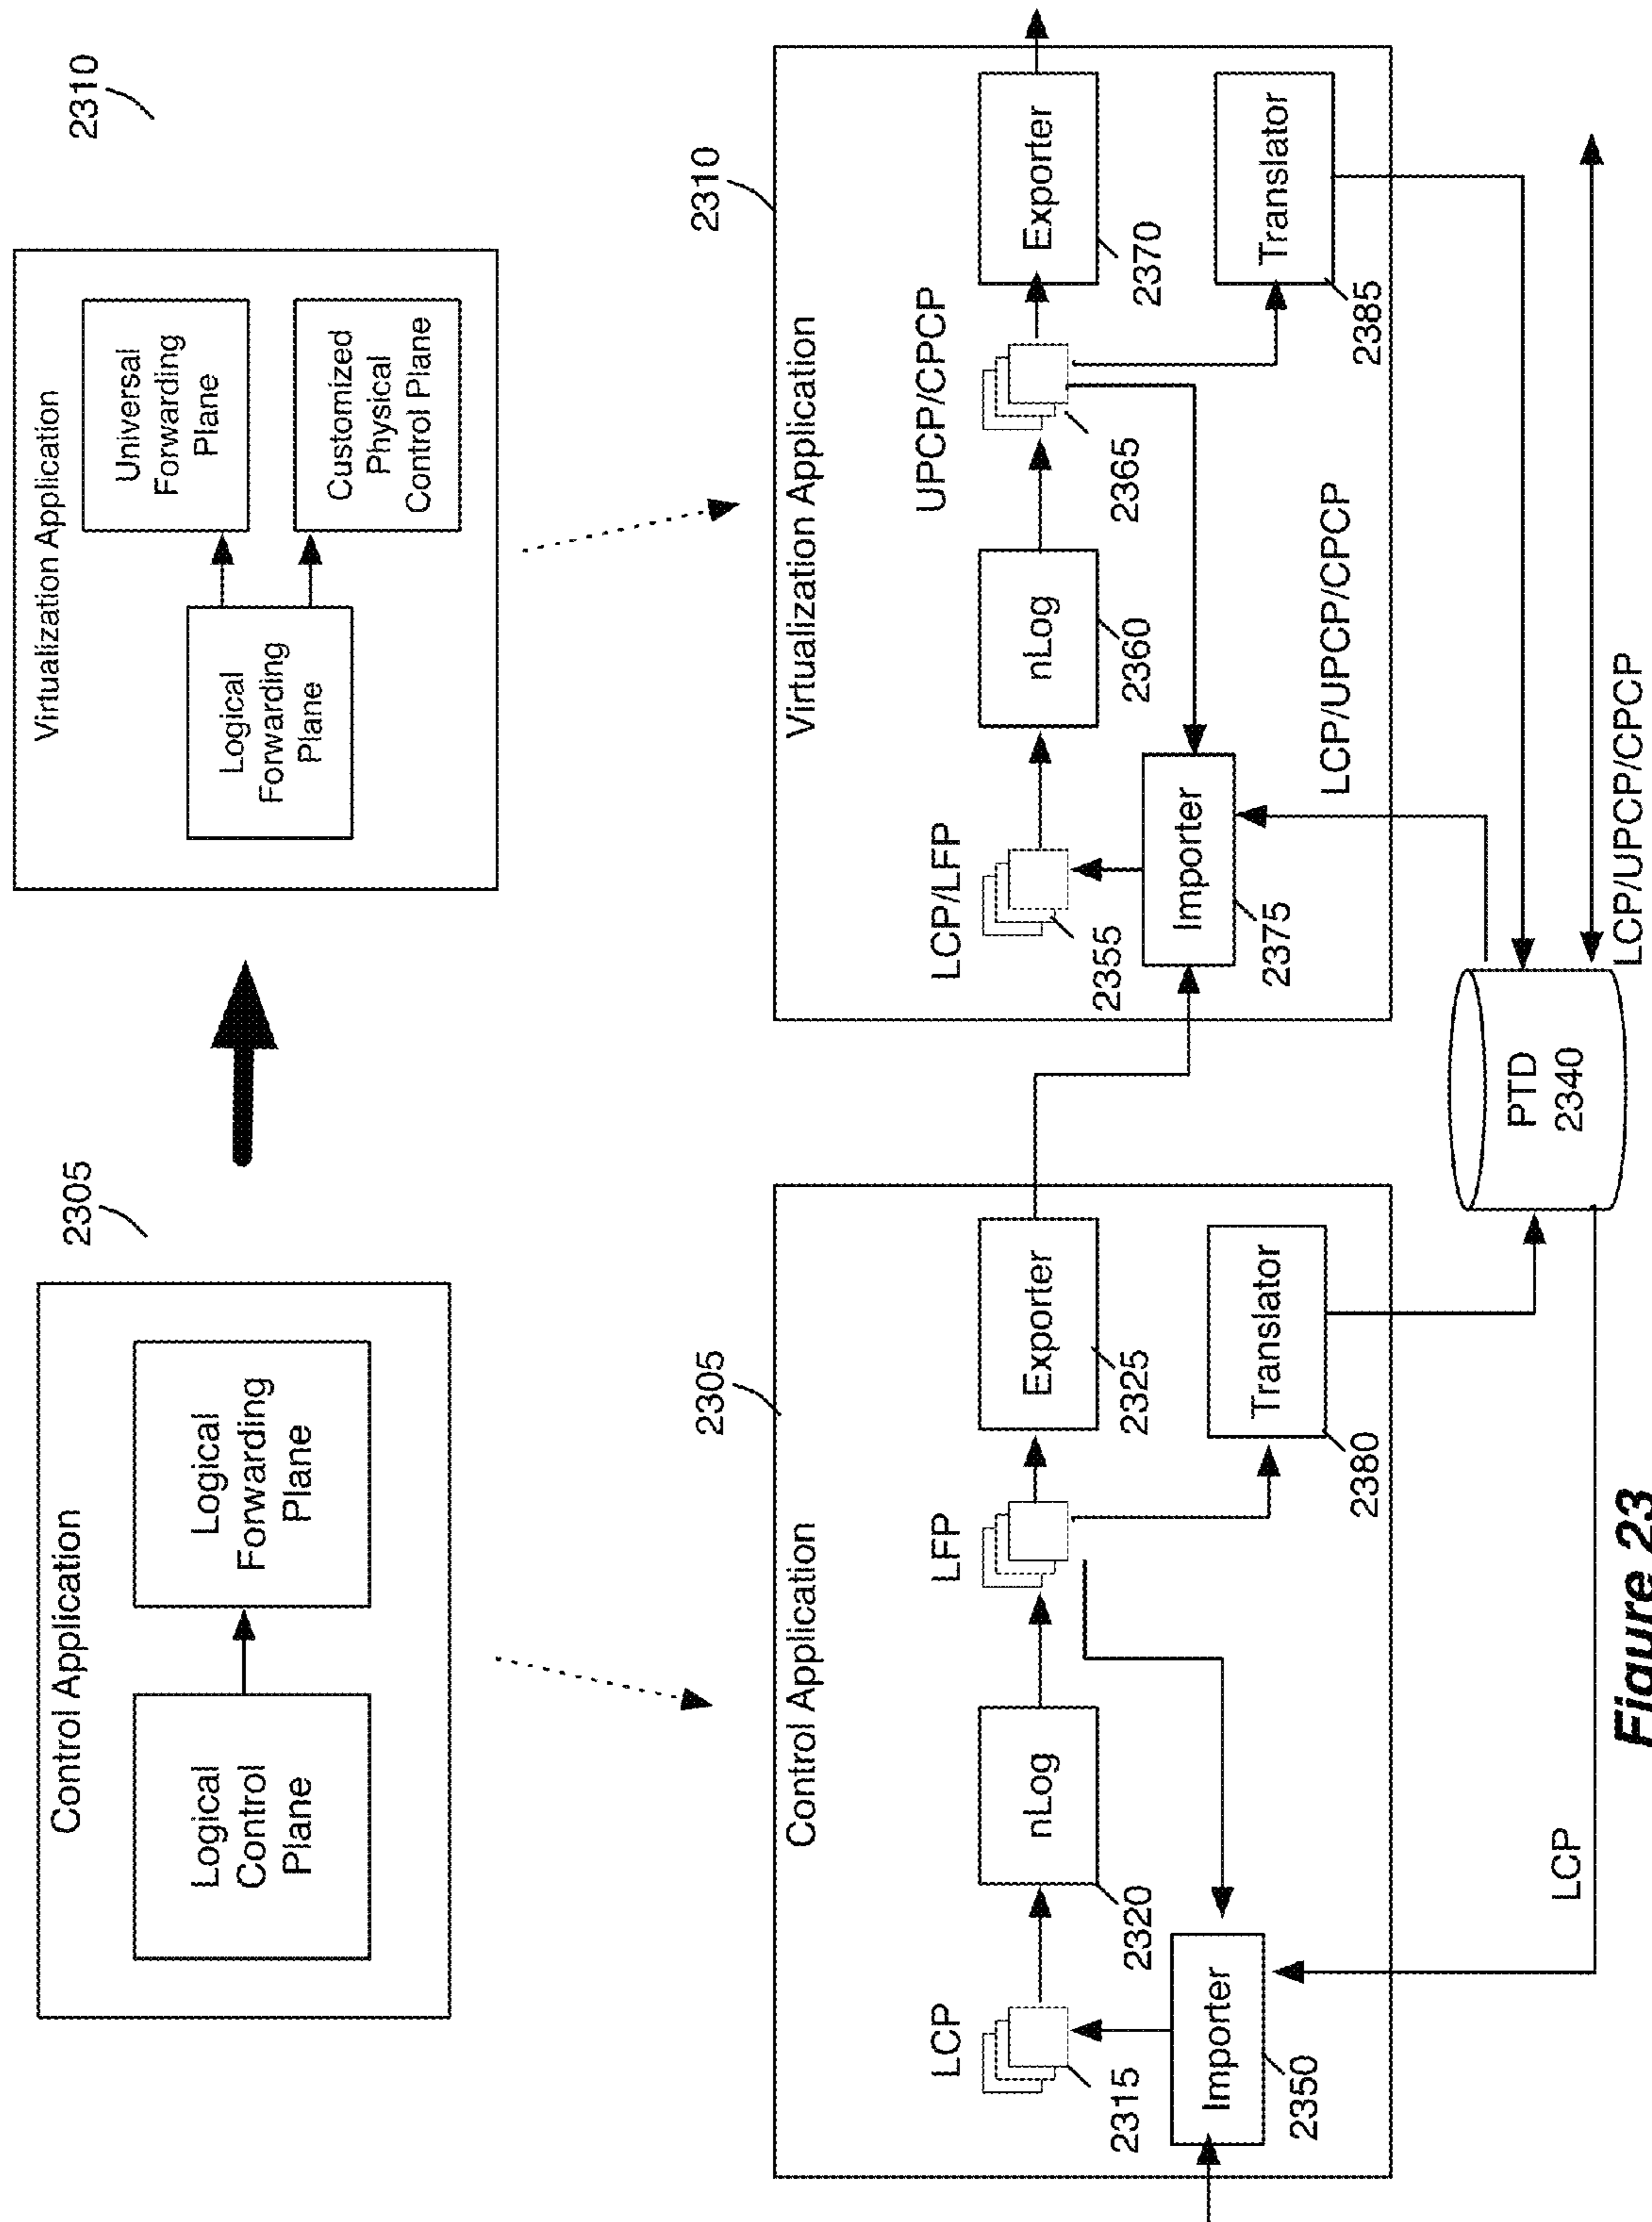 2305
2310
Control Application
Logical
Control
Plane
Logical
Forwarding
Plane
Virtualization Application
Logical
Forwarding
Plane
Universal
Forwarding
Plane
Customized
Physical
Control Plane
2305
Control Application
LCP
2315
nLog
2320
LFP
Exporter
2325
Importer
2350
Translator
2380
2310
Virtualization Application
LCP/LFP
2355
nLog
2360
UPCP/CPCP
2365
Exporter
2370
Importer
2375
LCP/UPCP/CPCP
Translator
2385
LCP
PTD
2340
LCP/UPCP/CPCP
Figure 23